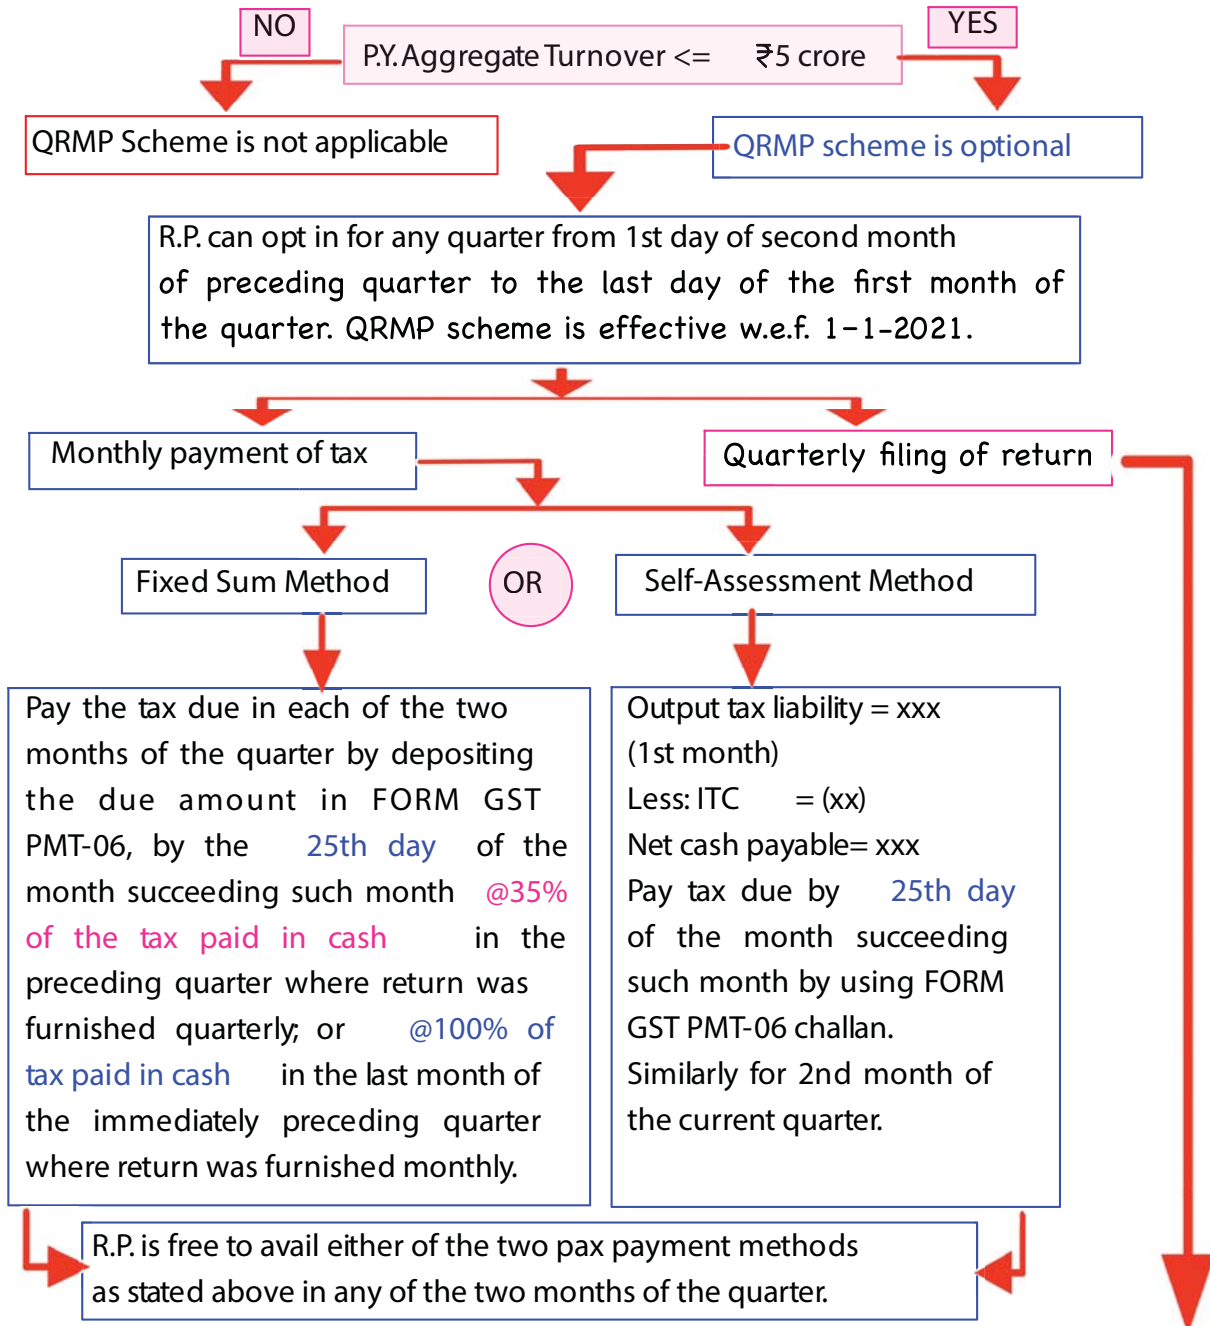 NO
YES
P.Y. Aggregate Turnover <= ₹5 crore
QRMP Scheme is not applicable
QRMP scheme is optional
R.P. can opt in for any quarter from 1st day of second month
of preceding quarter to the last day of the first month of
the quarter. QRMP scheme is effective w.e.f. 1-1-2021.
Monthly payment of tax
Quarterly filing of return
Fixed Sum Method
OR
Self-Assessment Method
Pay the tax due in each of the two
months of the quarter by depositing
the due amount in FORM GST
PMT-06, by the 25th day of the
month succeeding such month @35%
of the tax paid in cash in the
preceding quarter where return was
furnished quarterly; or @100% of
tax paid in cash in the last month of
the immediately preceding quarter
where return was furnished monthly.
Output tax liability = xxx
(1st month)
Less: ITC = (xx)
Net cash payable= xxx
Pay tax due by 25th day
of the month succeeding
such month by using FORM
GST PMT-06 challan.
Similarly for 2nd month of
the current quarter.
R.P. is free to avail either of the two pax payment methods
as stated above in any of the two months of the quarter.